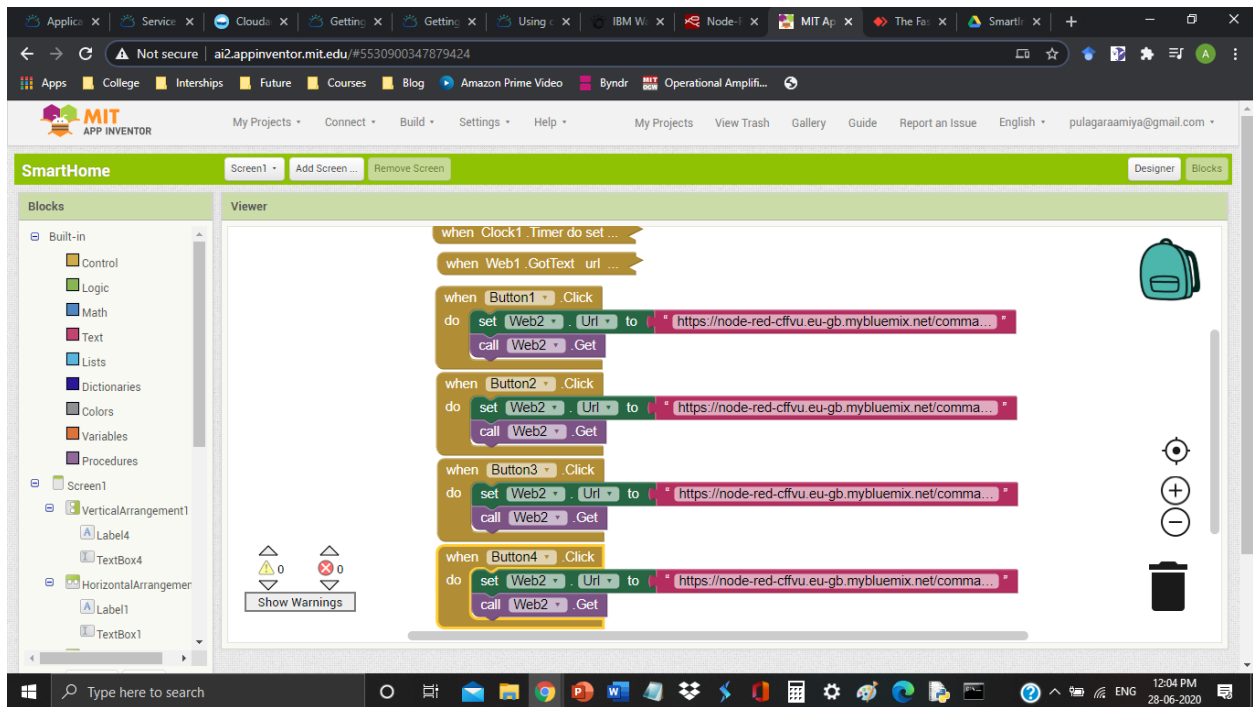 Applica Service Cloudan Getting Getting Using c IBM Wa Node-F MIT Ap The Fas SmartIr
Not secure ai2.appinventor.mit.edu/#5530900347879424
Apps College Interships Future Courses Blog Amazon Prime Video Byndr Operational Amplifi...
MIT APP INVENTOR
My Projects Connect Build Settings Help My Projects View Trash Gallery Guide Report an Issue English pulagaraamiya@gmail.com
SmartHome Screen1 Add Screen ... Remove Screen Designer Blocks
Blocks Viewer
Built-in
Control
Logic
Math
Text
Lists
Dictionaries
Colors
Variables
Procedures
Screen1
VerticalArrangement1
Label4
TextBox4
HorizontalArrangemer
Label1
TextBox1
when Clock1 .Timer do set ...
when Web1 .GotText url ...
when Button1 .Click
do set Web2 . Url to " https://node-red-cffvu.eu-gb.mybluemix.net/comma... "
call Web2 .Get
when Button2 .Click
do set Web2 . Url to " https://node-red-cffvu.eu-gb.mybluemix.net/comma... "
call Web2 .Get
when Button3 .Click
do set Web2 . Url to " https://node-red-cffvu.eu-gb.mybluemix.net/comma... "
call Web2 .Get
when Button4 .Click
do set Web2 . Url to " https://node-red-cffvu.eu-gb.mybluemix.net/comma... "
call Web2 .Get
0 0
Show Warnings
Type here to search ENG 12:04 PM
28-06-2020